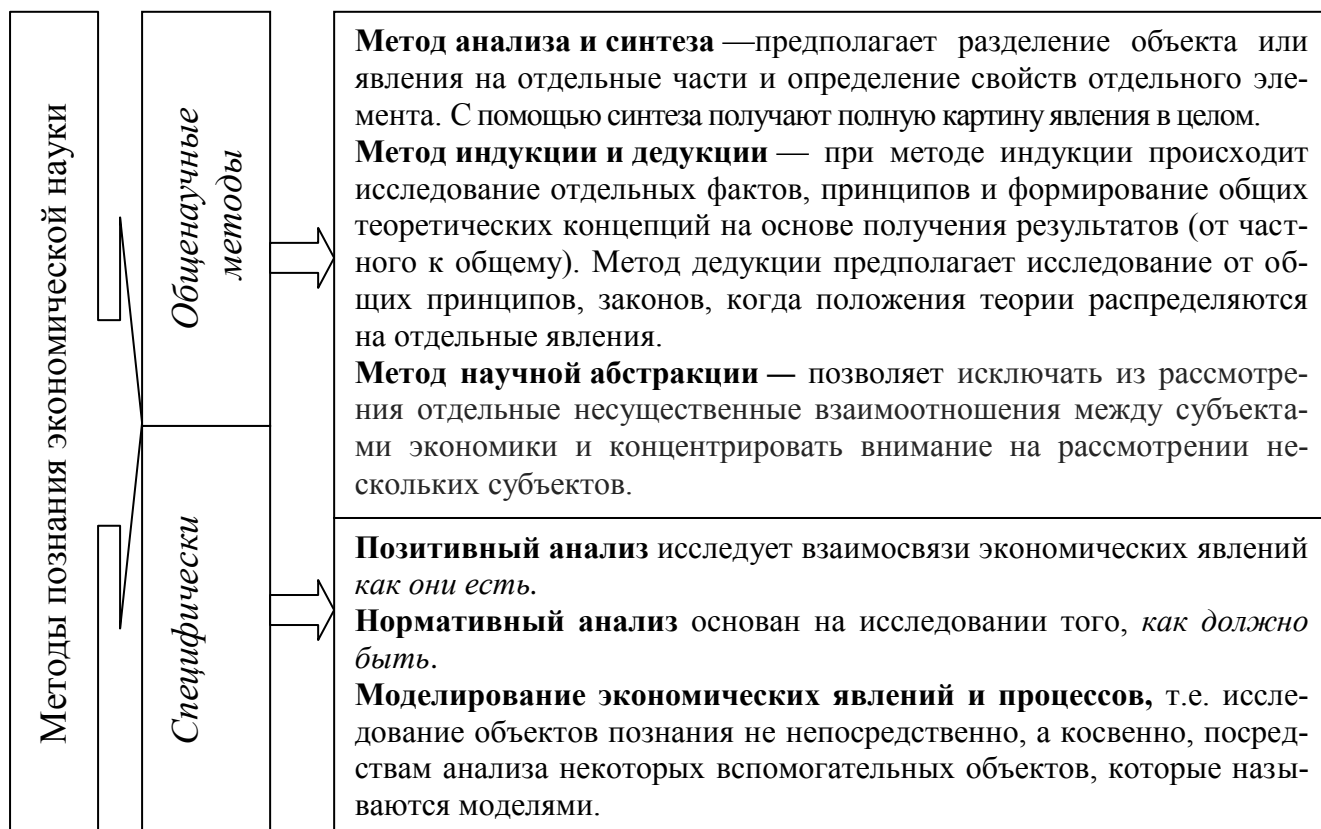 Методы познания экономической науки
Общенаучные
методы
Метод анализа и синтеза —предполагает разделение объекта или
явления на отдельные части и определение свойств отдельного эле-
мента. С помощью синтеза получают полную картину явления в целом.
Метод индукции и дедукции — при методе индукции происходит
исследование отдельных фактов, принципов и формирование общих
теоретических концепций на основе получения результатов (от част-
ного к общему). Метод дедукции предполагает исследование от об-
щих принципов, законов, когда положения теории распределяются
на отдельные явления.
Метод научной абстракции — позволяет исключать из рассмотре-
ния отдельные несущественные взаимоотношения между субъекта-
ми экономики и концентрировать внимание на рассмотрении не-
скольких субъектов.
Специфически
Позитивный анализ исследует взаимосвязи экономических явлений
как они есть.
Нормативный анализ основан на исследовании того, как должно
быть.
Моделирование экономических явлений и процессов, т.е. иссле-
дование объектов познания не непосредственно, а косвенно, посред-
ствам анализа некоторых вспомогательных объектов, которые назы-
ваются моделями.